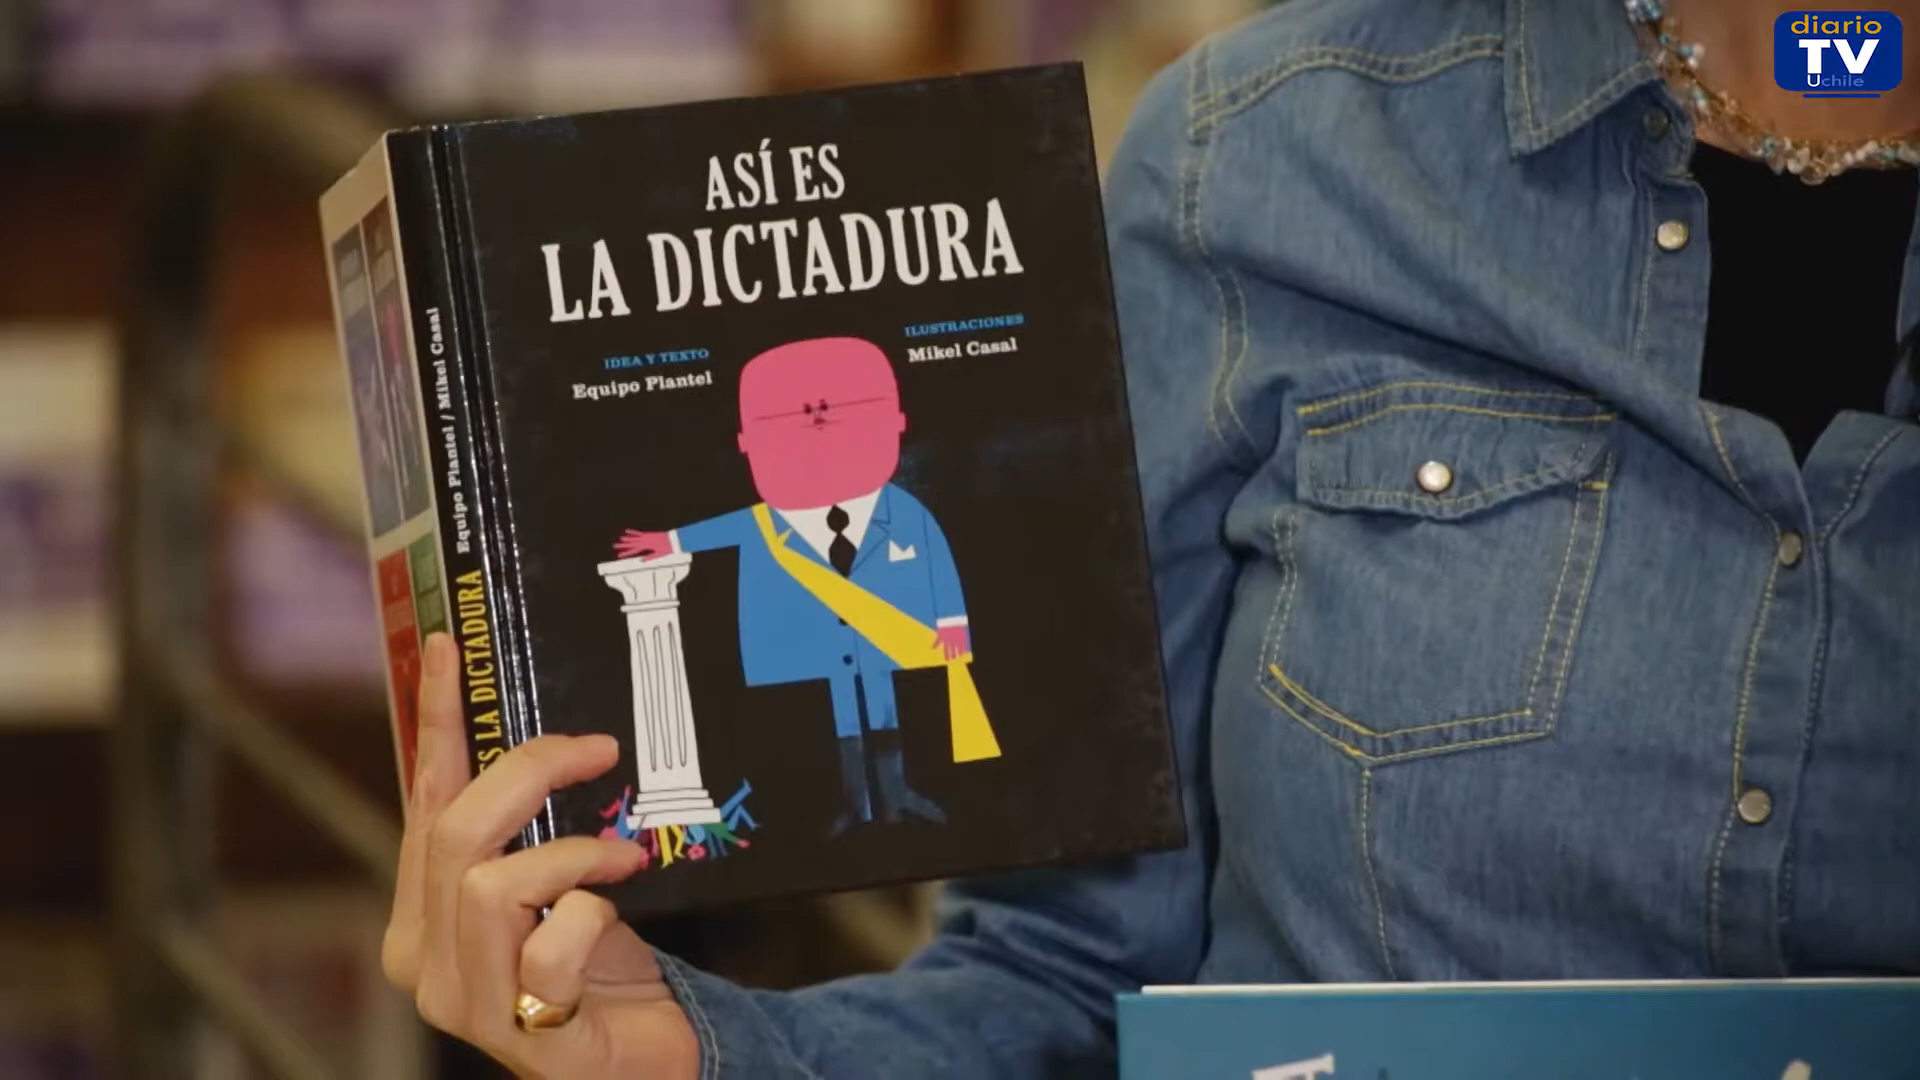 diario
TV
Uchile
ASÍ ES
LA DICTADURA
IDEA Y TEXTO
Equipo Plantel
ILUSTRACIONES
Mikel Casal
Equipo Plantel / Mikel Casal
ES LA DICTADURA